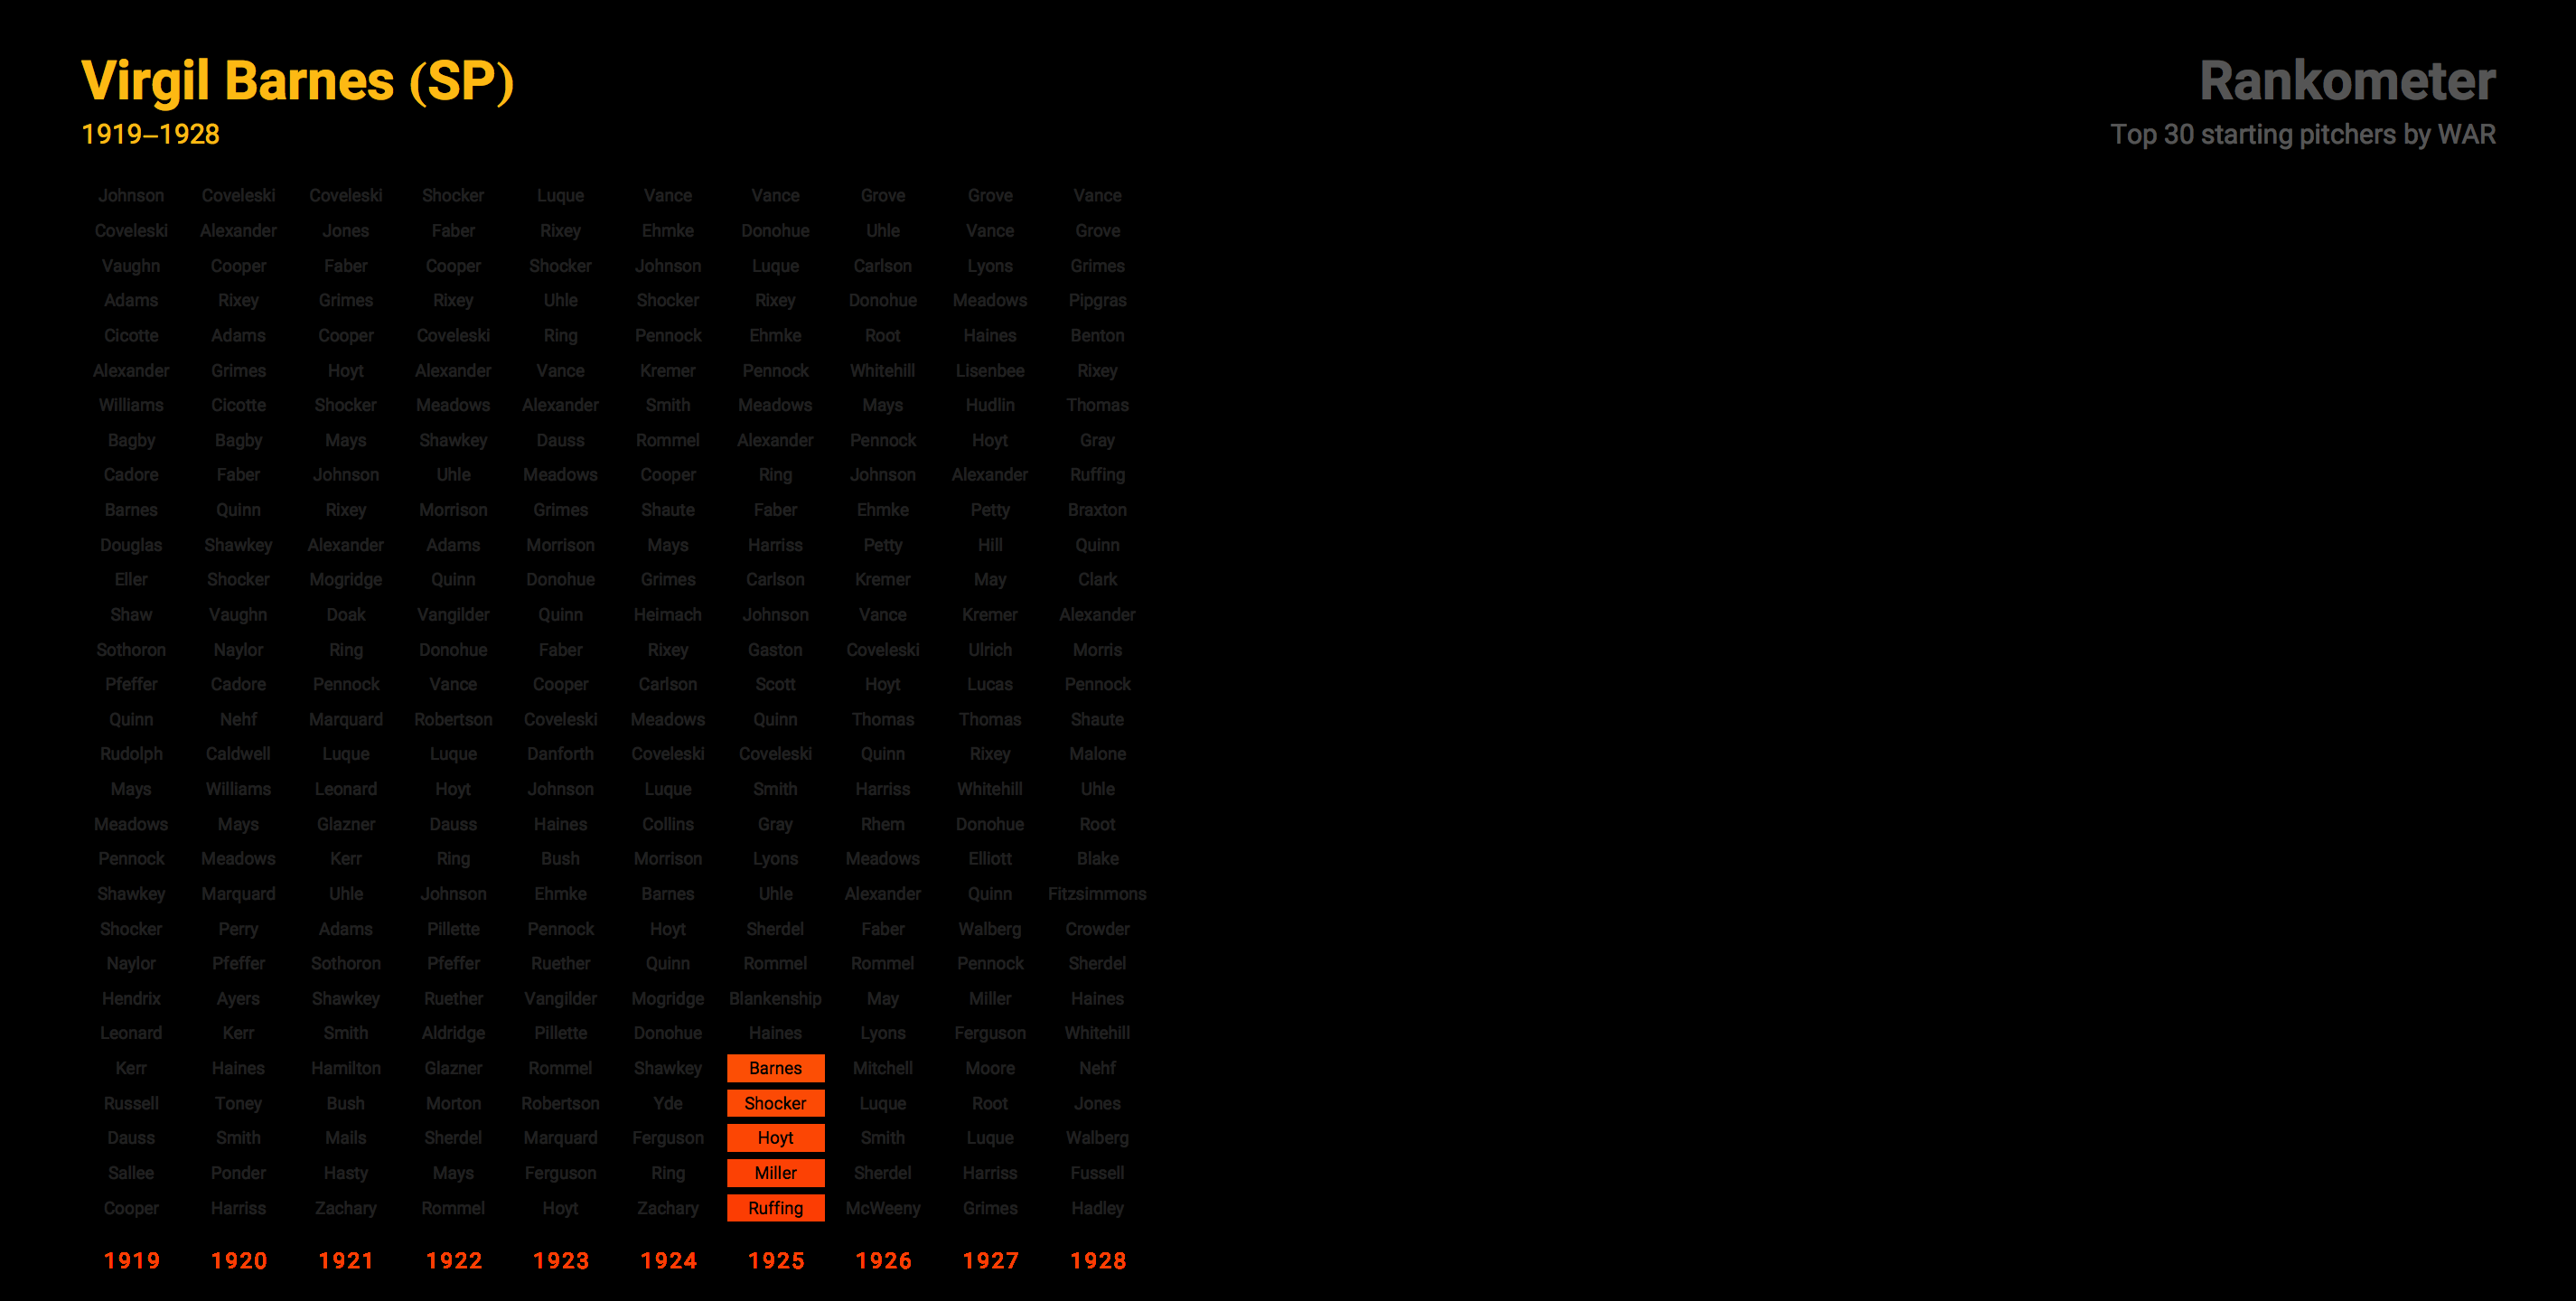 Virgil Barnes (SP)
1919–1928
Rankometer
Top 30 starting pitchers by WAR
Johnson Coveleski Coveleski Shocker Luque Vance Vance Grove Grove Vance
Coveleski Alexander Jones Faber Rixey Ehmke Donohue Uhle Vance Grove
Vaughn Cooper Faber Cooper Shocker Johnson Luque Carlson Lyons Grimes
Adams Rixey Grimes Rixey Uhle Shocker Rixey Donohue Meadows Pipgras
Cicotte Adams Cooper Coveleski Ring Pennock Ehmke Root Haines Benton
Alexander Grimes Hoyt Alexander Vance Kremer Pennock Whitehill Lisenbee Rixey
Williams Cicotte Shocker Meadows Alexander Smith Meadows Mays Hudlin Thomas
Bagby Bagby Mays Shawkey Dauss Rommel Alexander Pennock Hoyt Gray
Cadore Faber Johnson Uhle Meadows Cooper Ring Johnson Alexander Ruffing
Barnes Quinn Rixey Morrison Grimes Shaute Faber Ehmke Petty Braxton
Douglas Shawkey Alexander Adams Morrison Mays Harriss Petty Hill Quinn
Eller Shocker Mogridge Quinn Donohue Grimes Carlson Kremer May Clark
Shaw Vaughn Doak Vangilder Quinn Heimach Johnson Vance Kremer Alexander
Sothoron Naylor Ring Donohue Faber Rixey Gaston Coveleski Ulrich Morris
Pfeffer Cadore Pennock Vance Cooper Carlson Scott Hoyt Lucas Pennock
Quinn Nehf Marquard Robertson Coveleski Meadows Quinn Thomas Thomas Shaute
Rudolph Caldwell Luque Luque Danforth Coveleski Coveleski Quinn Rixey Malone
Mays Williams Leonard Hoyt Johnson Luque Smith Harriss Whitehill Uhle
Meadows Mays Glazner Dauss Haines Collins Gray Rhem Donohue Root
Pennock Meadows Kerr Ring Bush Morrison Lyons Meadows Elliott Blake
Shawkey Marquard Uhle Johnson Ehmke Barnes Uhle Alexander Quinn Fitzsimmons
Shocker Perry Adams Pillette Pennock Hoyt Sherdel Faber Walberg Crowder
Naylor Pfeffer Sothoron Pfeffer Ruether Quinn Rommel Rommel Pennock Sherdel
Hendrix Ayers Shawkey Ruether Vangilder Mogridge Blankenship May Miller Haines
Leonard Kerr Smith Aldridge Pillette Donohue Haines Lyons Ferguson Whitehill
Kerr Haines Hamilton Glazner Rommel Shawkey Barnes Mitchell Moore Nehf
Russell Toney Bush Morton Robertson Yde Shocker Luque Root Jones
Dauss Smith Mails Sherdel Marquard Ferguson Hoyt Smith Luque Walberg
Sallee Ponder Hasty Mays Ferguson Ring Miller Sherdel Harriss Fussell
Cooper Harriss Zachary Rommel Hoyt Zachary Ruffing McWeeny Grimes Hadley
1919 1920 1921 1922 1923 1924 1925 1926 1927 1928